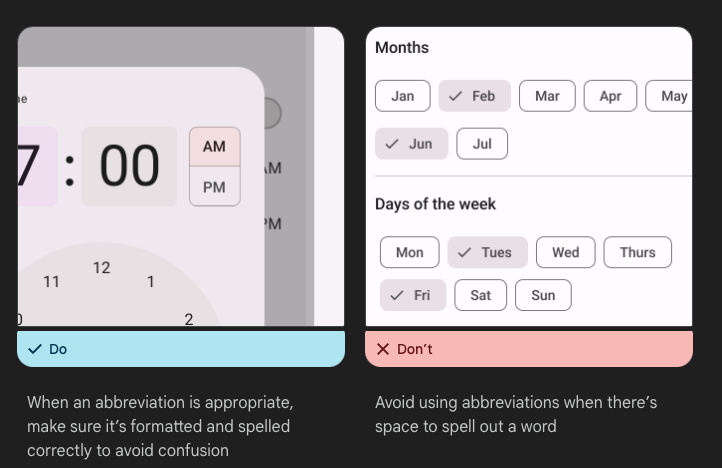 ne
7 : 00
AM
PM
AM
PM
11
12
1
0
2
Do
When an abbreviation is appropriate,
make sure it’s formatted and spelled
correctly to avoid confusion
Months
Jan Feb Mar Apr May
Jun Jul
Days of the week
Mon Tues Wed Thurs
Fri Sat Sun
Don’t
Avoid using abbreviations when there’s
space to spell out a word